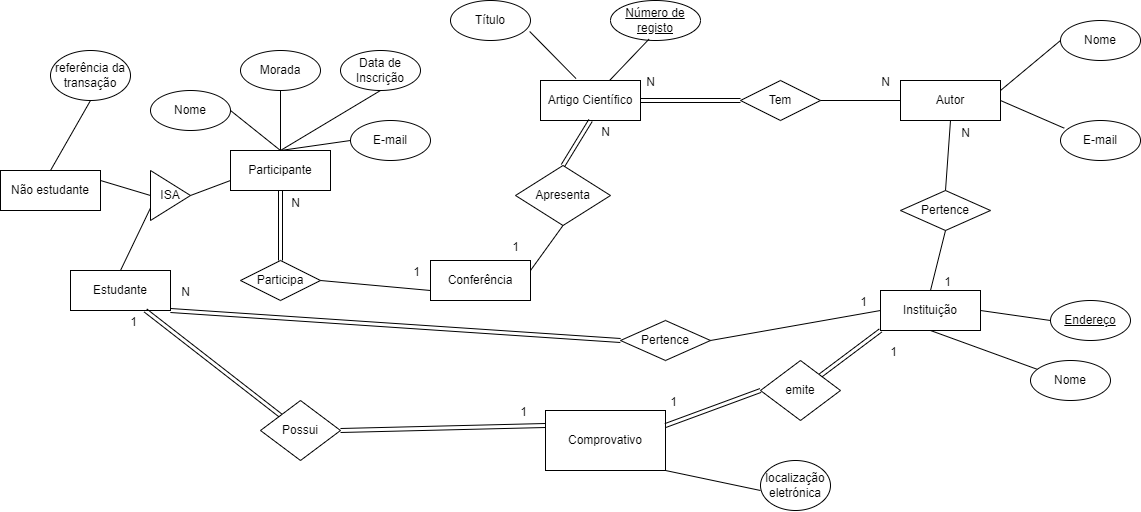 Título
Número de
registo
Nome
referência da
transação
Morada
Data de
Inscrição
Nome
E-mail
Artigo Científico
N
Tem
N
Autor
E-mail
Não estudante
ISA
Participante
N
N
Apresenta
N
Pertence
1
Participa
1
Conferência
1
Estudante
N
1
Pertence
1
Instituição
1
Endereço
Nome
emite
1
1
Possui
Comprovativo
localização
eletrónica